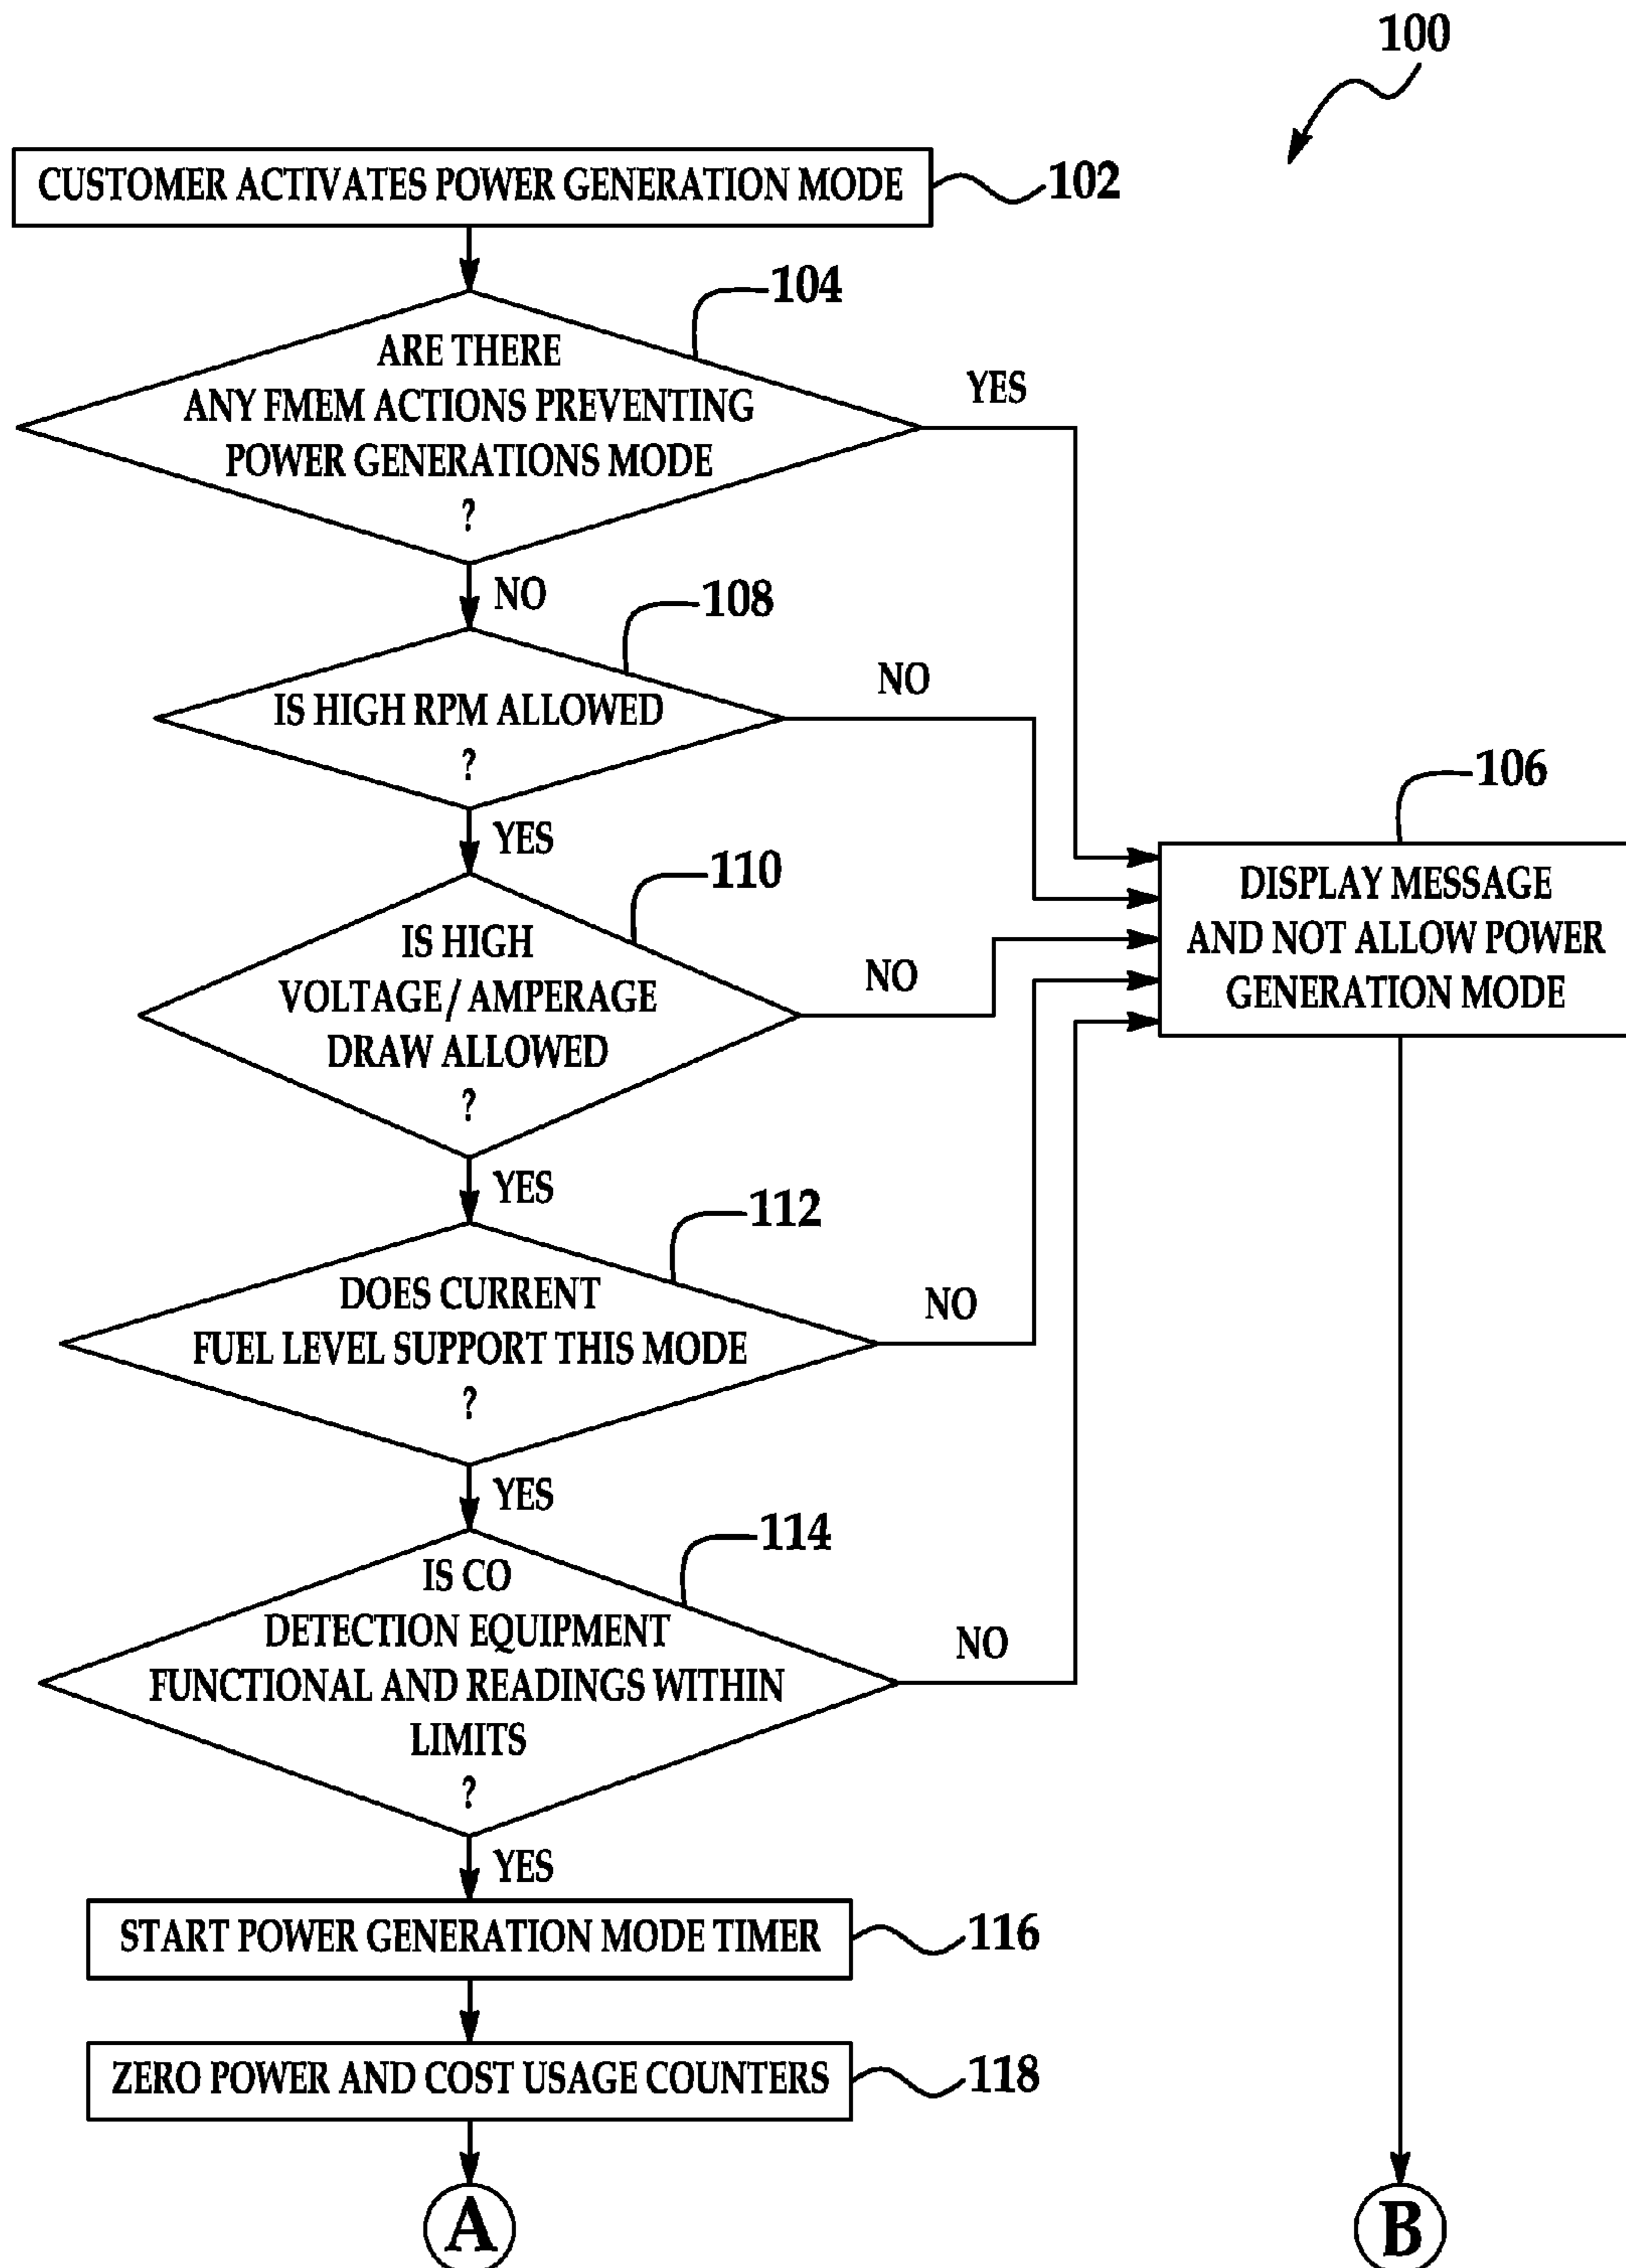 100
CUSTOMER ACTIVATES POWER GENERATION MODE
102
104
ARE THERE
ANY FMEM ACTIONS PREVENTING
POWER GENERATIONS MODE
?
YES
NO
108
IS HIGH RPM ALLOWED
?
NO
YES
106
DISPLAY MESSAGE
AND NOT ALLOW POWER
GENERATION MODE
110
IS HIGH
VOLTAGE/AMPERAGE
DRAW ALLOWED
?
NO
YES
112
DOES CURRENT
FUEL LEVEL SUPPORT THIS MODE
?
NO
YES
114
IS CO
DETECTION EQUIPMENT
FUNCTIONAL AND READINGS WITHIN
LIMITS
?
NO
YES
START POWER GENERATION MODE TIMER
116
ZERO POWER AND COST USAGE COUNTERS
118
A
B